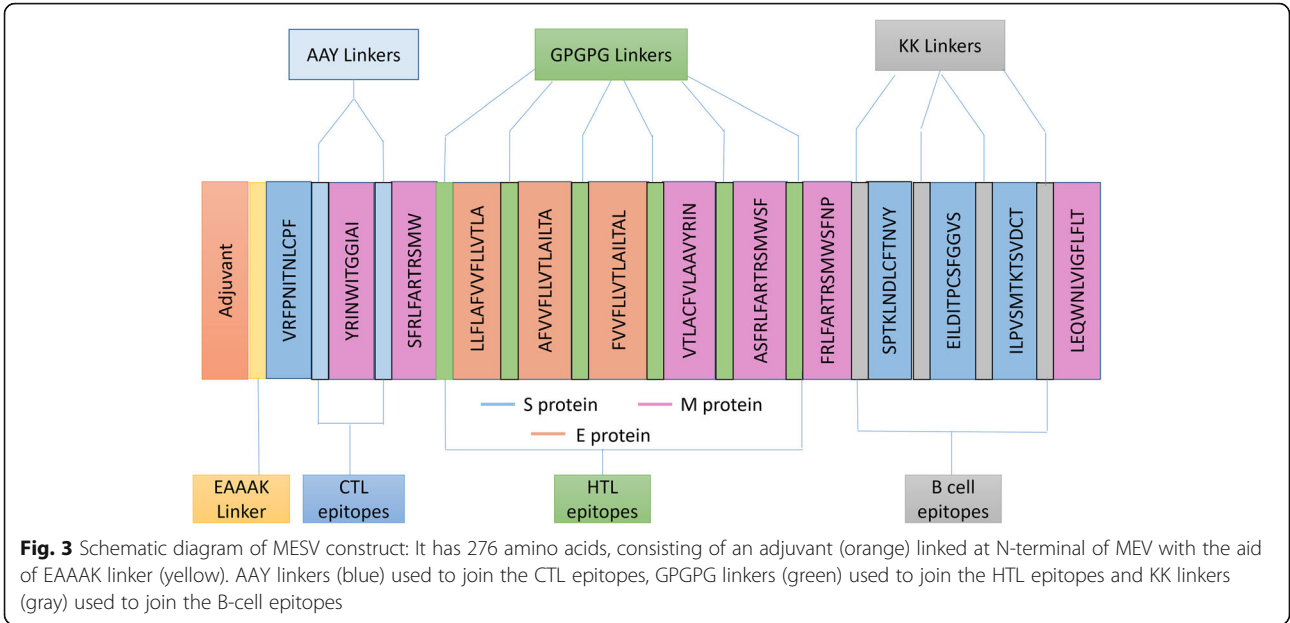 AAY Linkers
GPGPG Linkers
KK Linkers
Adjuvant
VRFPNITNLCPF
YRINWITGGIAI
SFRLFARTRSMW
LLFLAFVVFLLVTLA
AFVVFLLVTLAILTA
FVVFLLVTLAILTAL
VTLACFVLAAVYRIN
ASFRLFARTRSMWSF
FRLFARTRSMWSFNP
SPTKLNDLCFTNVY
EILDITPCSFGGVS
ILPVSMTKTSVDCT
LEQWNLVIGFLFLT
S protein
M protein
E protein
EAAAK
Linker
CTL
epitopes
HTL
epitopes
B cell
epitopes
Fig. 3 Schematic diagram of MESV construct: It has 276 amino acids, consisting of an adjuvant (orange) linked at N-terminal of MEV with the aid
of EAAAK linker (yellow). AAY linkers (blue) used to join the CTL epitopes, GPGPG linkers (green) used to join the HTL epitopes and KK linkers
(gray) used to join the B-cell epitopes